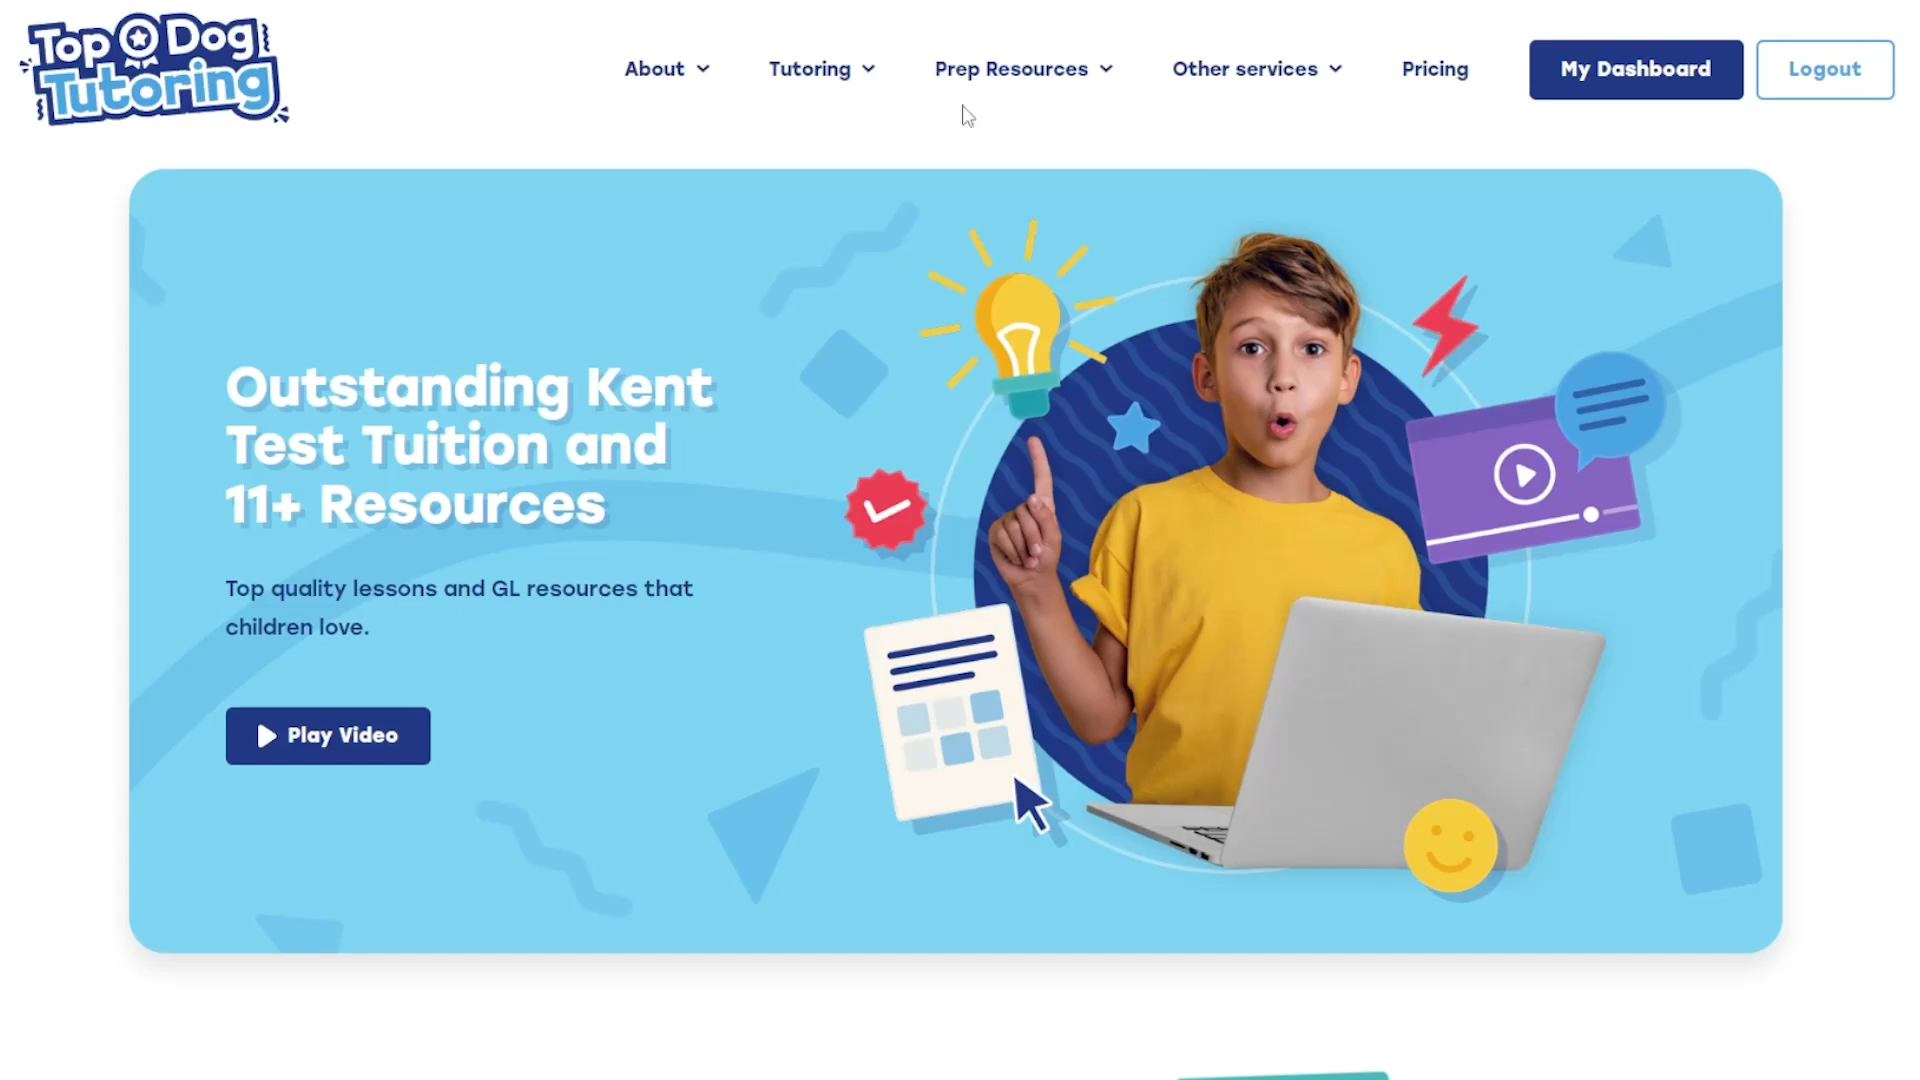 Top Dog
Tutoring
About
Tutoring
Prep Resources
Other services
Pricing
My Dashboard
Logout
Outstanding Kent
Test Tuition and
11+ Resources
Top quality lessons and GL resources that
children love.
Play Video